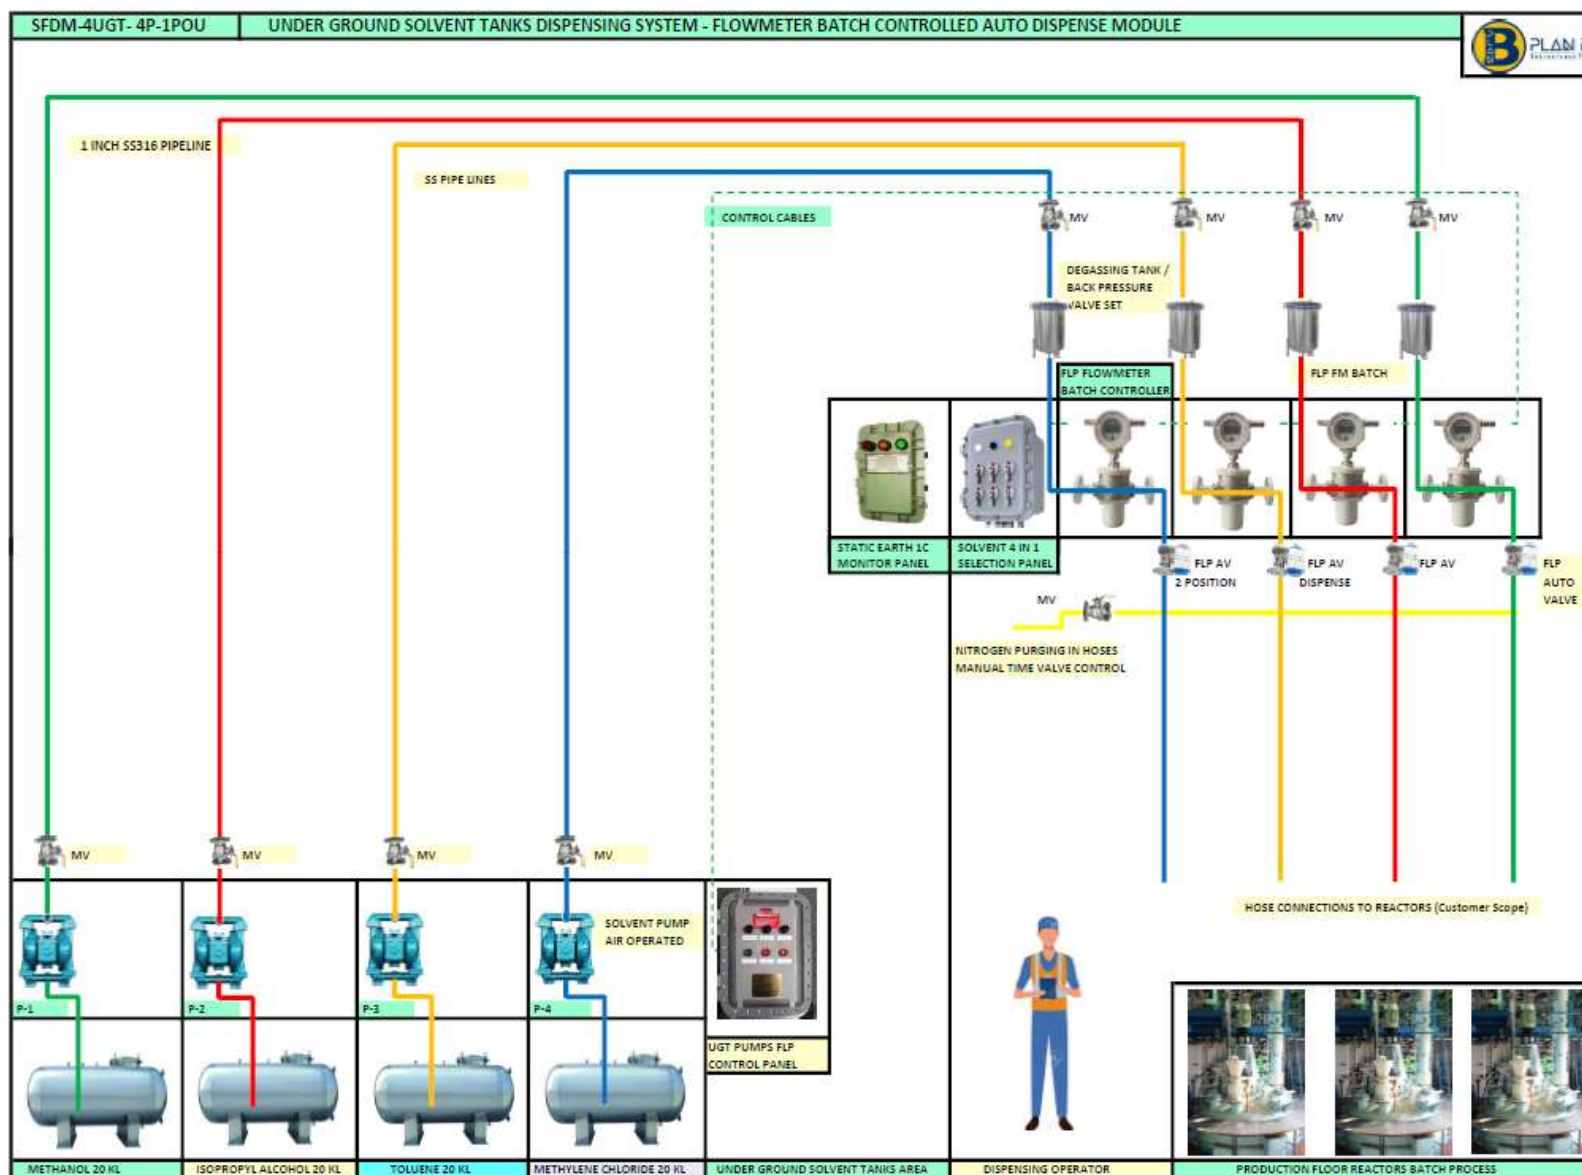 SFDM-4UGT- 4P-1POU
UNDER GROUND SOLVENT TANKS DISPENSING SYSTEM - FLOWMETER BATCH CONTROLLED AUTO DISPENSE MODULE
B
PLAN
1 INCH SS316 PIPELINE
SS PIPE LINES
CONTROL CABLES
MV
MV
MV
MV
DEGASSING TANK /
BACK PRESSURE
VALVE SET
FLP FLOWMETER
BATCH CONTROLLER
FLP FM BATCH
STATIC EARTH 1C
MONITOR PANEL
SOLVENT 4 IN 1
SELECTION PANEL
FLP AV
2 POSITION
FLP AV
DISPENSE
FLP AV
FLP
AUTO
VALVE
MV
NITROGEN PURGING IN HOSES
MANUAL TIME VALVE CONTROL
MV
MV
MV
MV
SOLVENT PUMP
AIR OPERATED
HOSE CONNECTIONS TO REACTORS (Customer Scope)
P-1
P-2
P-3
P-4
UGT PUMPS FLP
CONTROL PANEL
METHANOL 20 KL
ISOPROPYL ALCOHOL 20 KL
TOLUENE 20 KL
METHYLENE CHLORIDE 20 KL
UNDER GROUND SOLVENT TANKS AREA
DISPENSING OPERATOR
PRODUCTION FLOOR REACTORS BATCH PROCESS